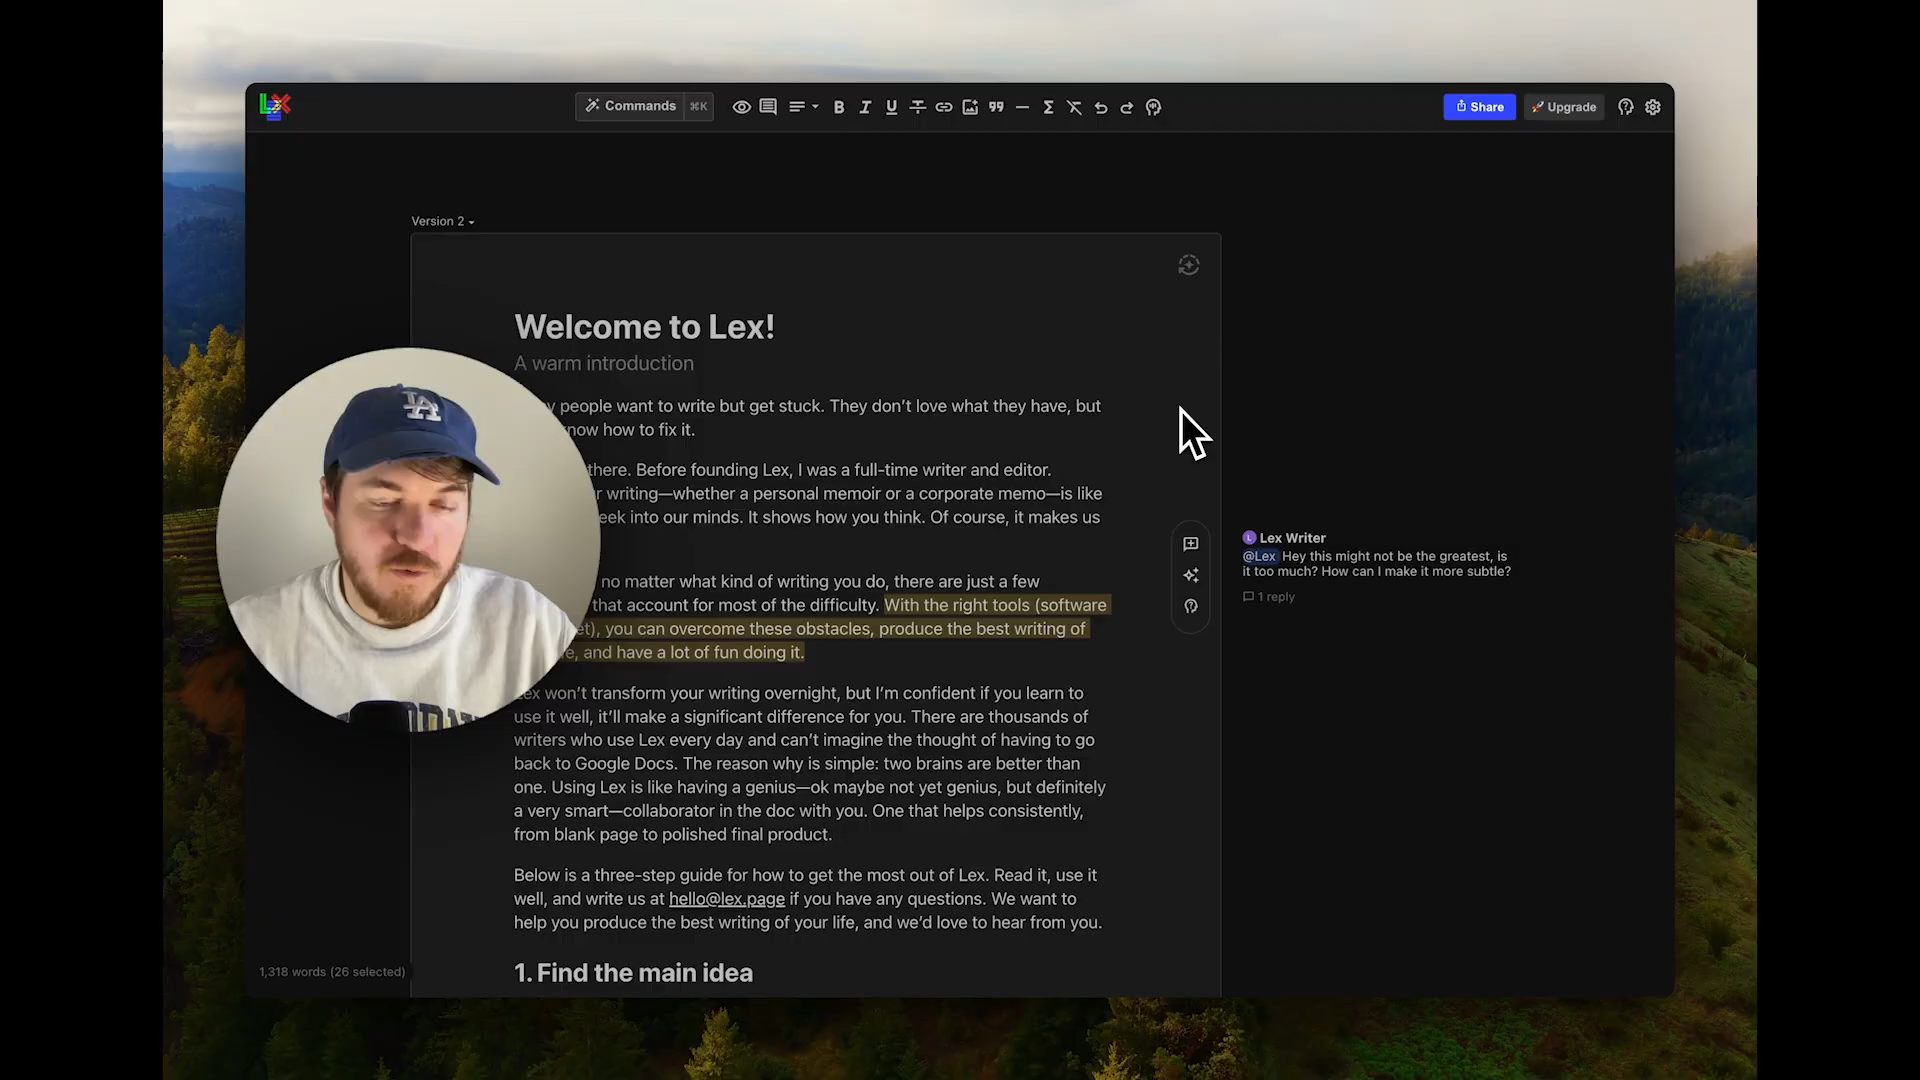 LEX
Commands ⌘K
B I U
Share
Upgrade
Version 2
Welcome to Lex!
A warm introduction
people want to write but get stuck. They don't love what they have, but
know how to fix it.
there. Before founding Lex, I was a full-time writer and editor.
writing—whether a personal memoir or a corporate memo—is like
into our minds. It shows how you think. Of course, it makes us
no matter what kind of writing you do, there are just a few
that account for most of the difficulty. With the right tools (software
you can overcome these obstacles, produce the best writing of
and have a lot of fun doing it.
Lex won't transform your writing overnight, but I'm confident if you learn to
use it well, it'll make a significant difference for you. There are thousands of
writers who use Lex every day and can't imagine the thought of having to go
back to Google Docs. The reason why is simple: two brains are better than
one. Using Lex is like having a genius—ok maybe not yet genius, but definitely
a very smart—collaborator in the doc with you. One that helps consistently,
from blank page to polished final product.
Below is a three-step guide for how to get the most out of Lex. Read it, use it
well, and write us at hello@lex.page if you have any questions. We want to
help you produce the best writing of your life, and we'd love to hear from you.
1. Find the main idea
1,318 words (26 selected)
L Lex Writer
@Lex Hey this might not be the greatest, is
it too much? How can I make it more subtle?
1 reply
LA